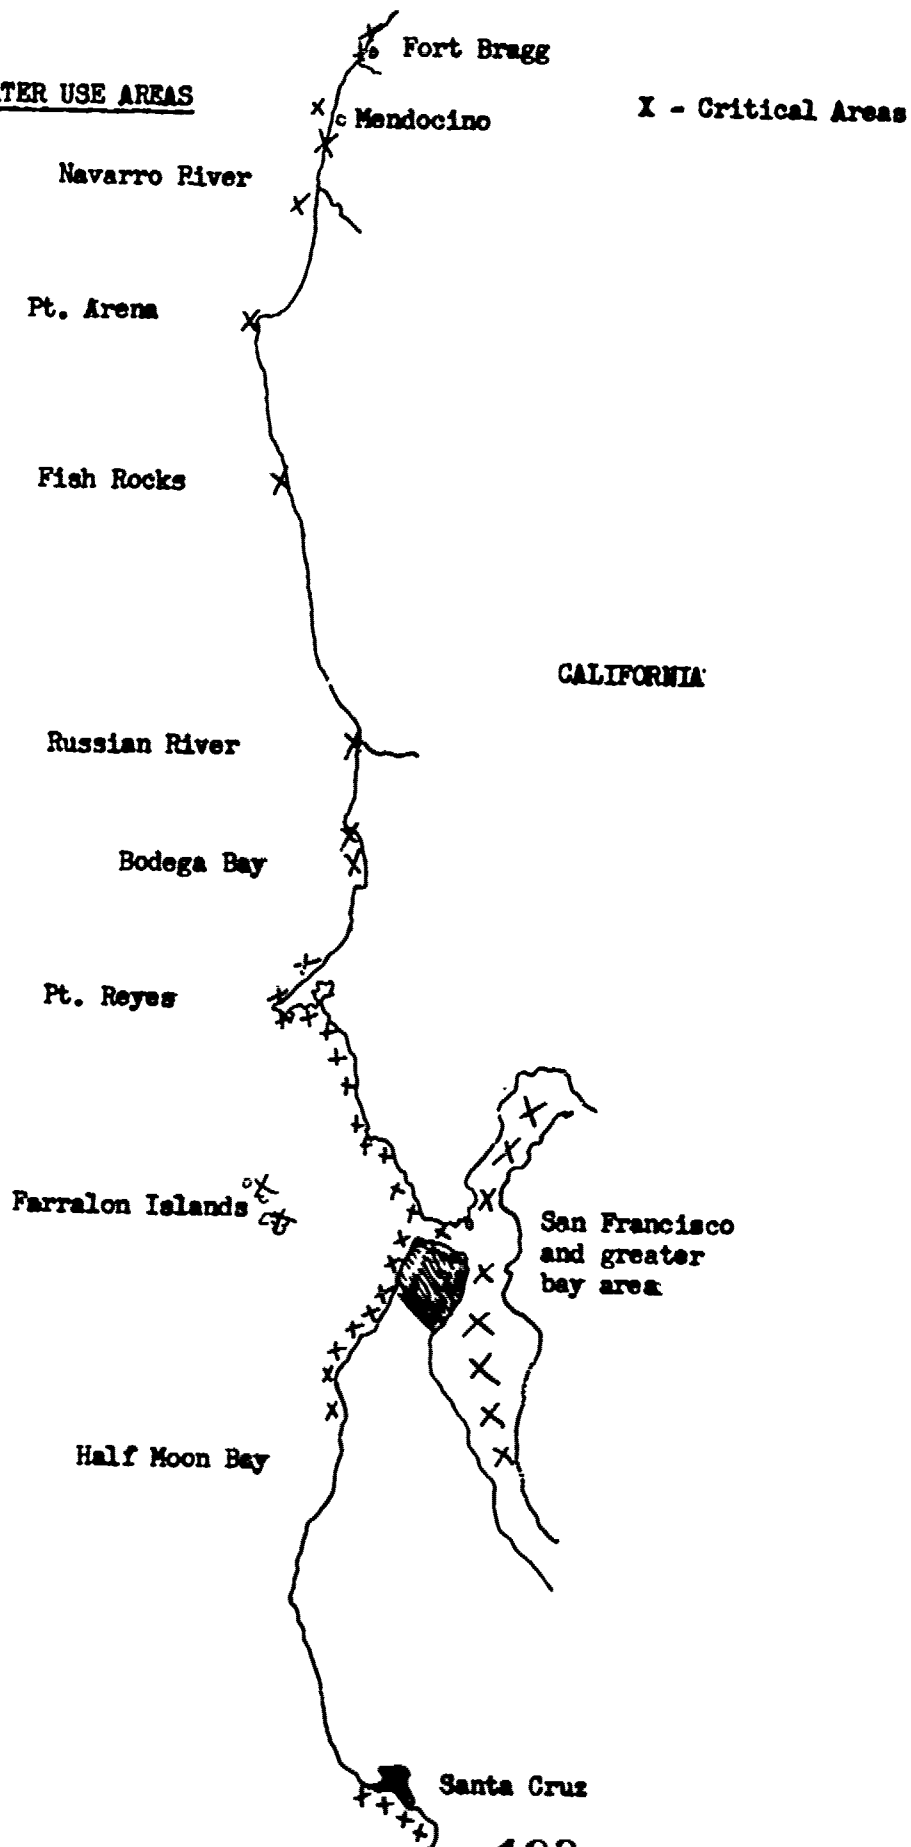 Fort Bragg
USE AREAS
X - Critical Areas
Mendocino
Navarro River
Pt. Arena
Fish Rocks
CALIFORNIA
Russian River
Bodega Bay
Pt. Reyes
Farralon Islands
San Francisco
and greater
bay area
Half Moon Bay
Santa Cruz